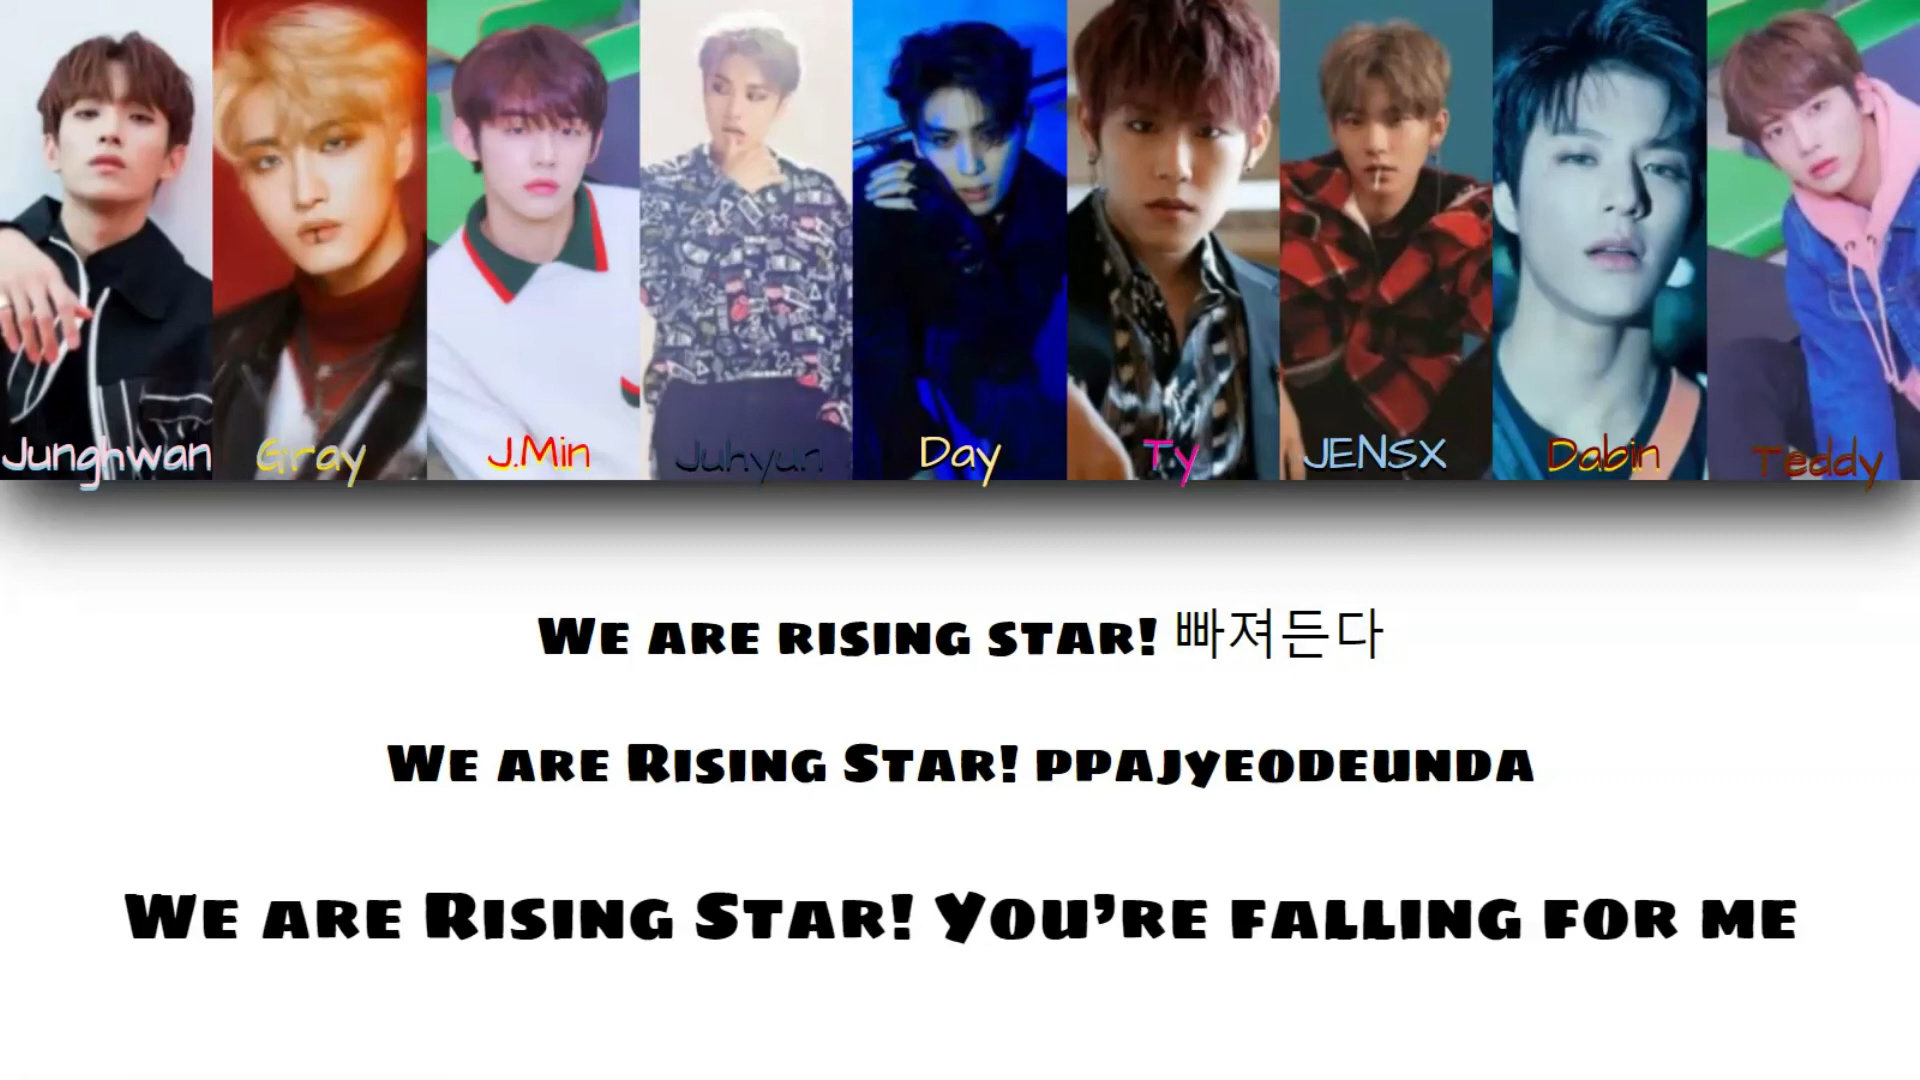 Junghwan Gray J.Min Juhyun Day Ty JENSX Dabin Teddy
We are rising star! 빠져든다
We are Rising Star! ppajyeodeunda
We are Rising Star! You’re falling for me